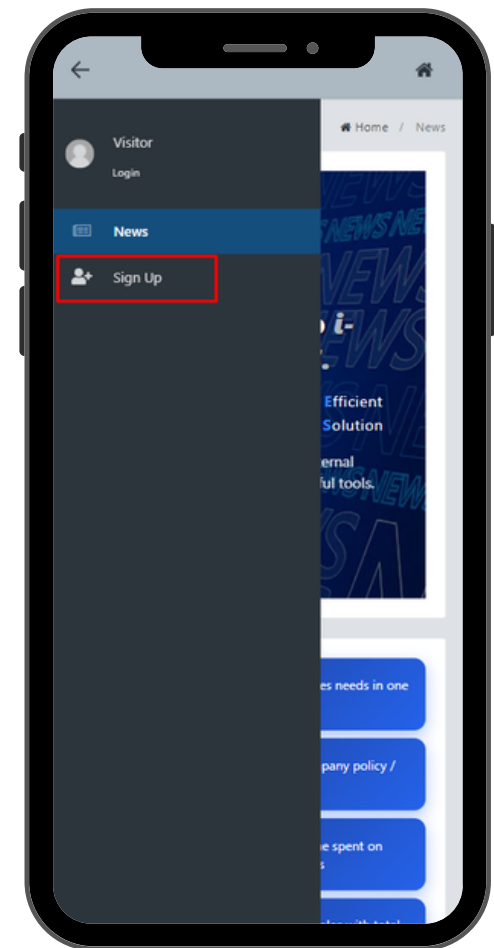 Home / News
Visitor
Login
News
Sign Up
i-
Efficient
Solution
ernal
ful tools.
es needs in one
pany policy /
e spent on
s